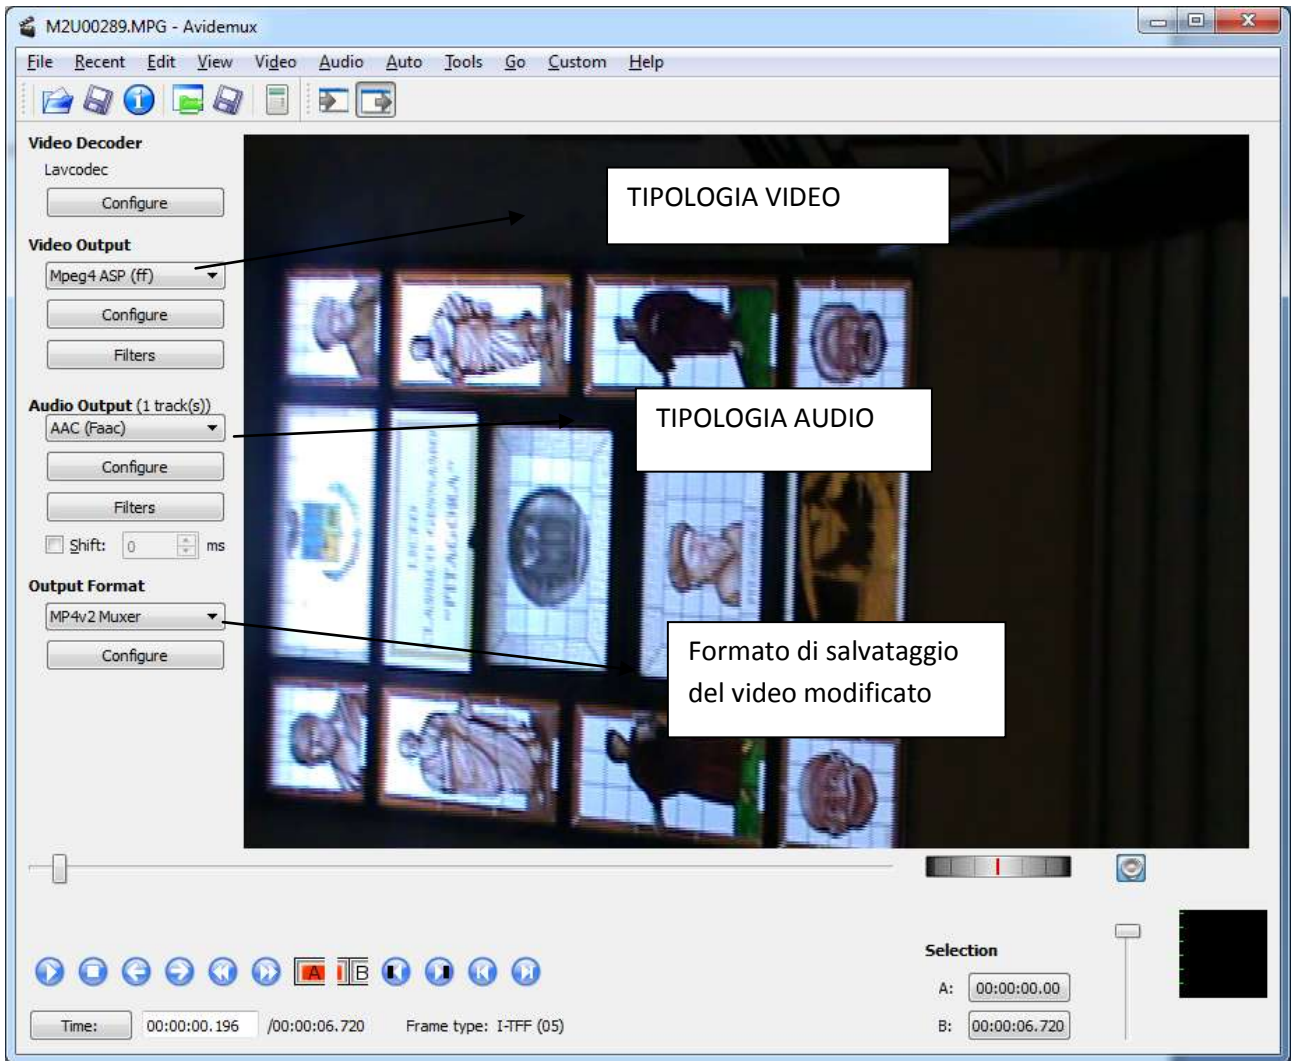 M2U00289.MPG - Avidemux
File Recent Edit View Video Audio Auto Tools Go Custom Help
Video Decoder
Lavcodec
Configure
Video Output
Mpeg4 ASP (ff)
Configure
Filters
Audio Output (1 track(s))
AAC (Faac)
Configure
Filters
Shift: 0 ms
Output Format
MP4v2 Muxer
Configure
TIPOLOGIA VIDEO
TIPOLOGIA AUDIO
Formato di salvataggio
del video modificato
A B
Selection
A: 00:00:00.00
B: 00:00:06.720
Time: 00:00:00.196 /00:00:06.720 Frame type: I-TFF (05)